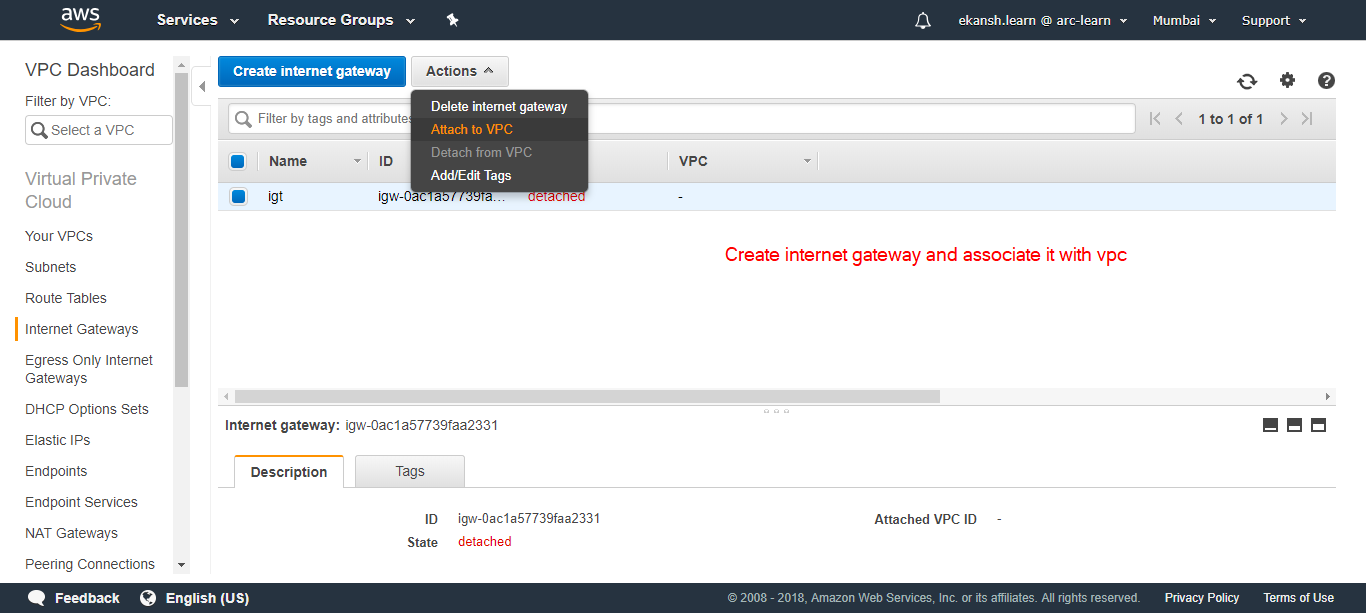 aws Services Resource Groups ekansh.learn @ arc-learn Mumbai Support
VPC Dashboard
Filter by VPC:
Select a VPC
Virtual Private
Cloud
Your VPCs
Subnets
Route Tables
Internet Gateways
Egress Only Internet
Gateways
DHCP Options Sets
Elastic IPs
Endpoints
Endpoint Services
NAT Gateways
Peering Connections
Create internet gateway Actions
Delete internet gateway
Attach to VPC
Detach from VPC
Add/Edit Tags
Filter by tags and attributes 1 to 1 of 1
Name ID VPC
igt igw-0ac1a57739fa... detached -
Create internet gateway and associate it with vpc
Internet gateway: igw-0ac1a57739faa2331
Description Tags
ID igw-0ac1a57739faa2331 Attached VPC ID -
State detached
Feedback English (US) © 2008 - 2018, Amazon Web Services, Inc. or its affiliates. All rights reserved. Privacy Policy Terms of Use